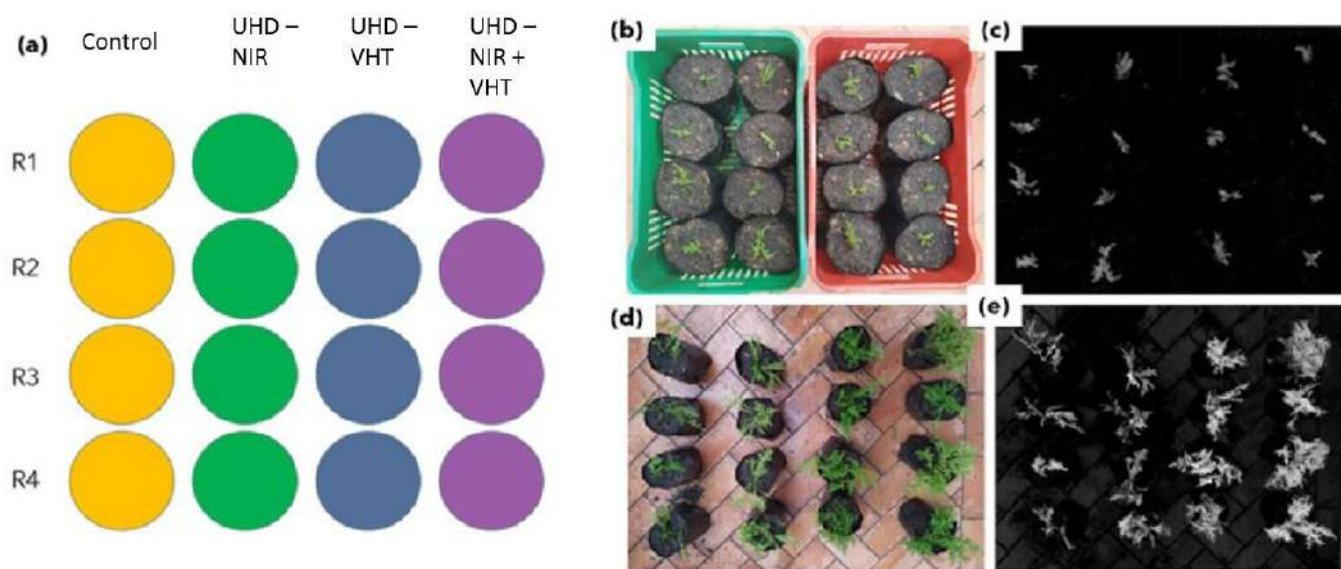 (a)
Control
UHD –
NIR
UHD –
VHT
UHD –
NIR +
VHT
R1
R2
R3
R4
(b)
(c)
(d)
(e)